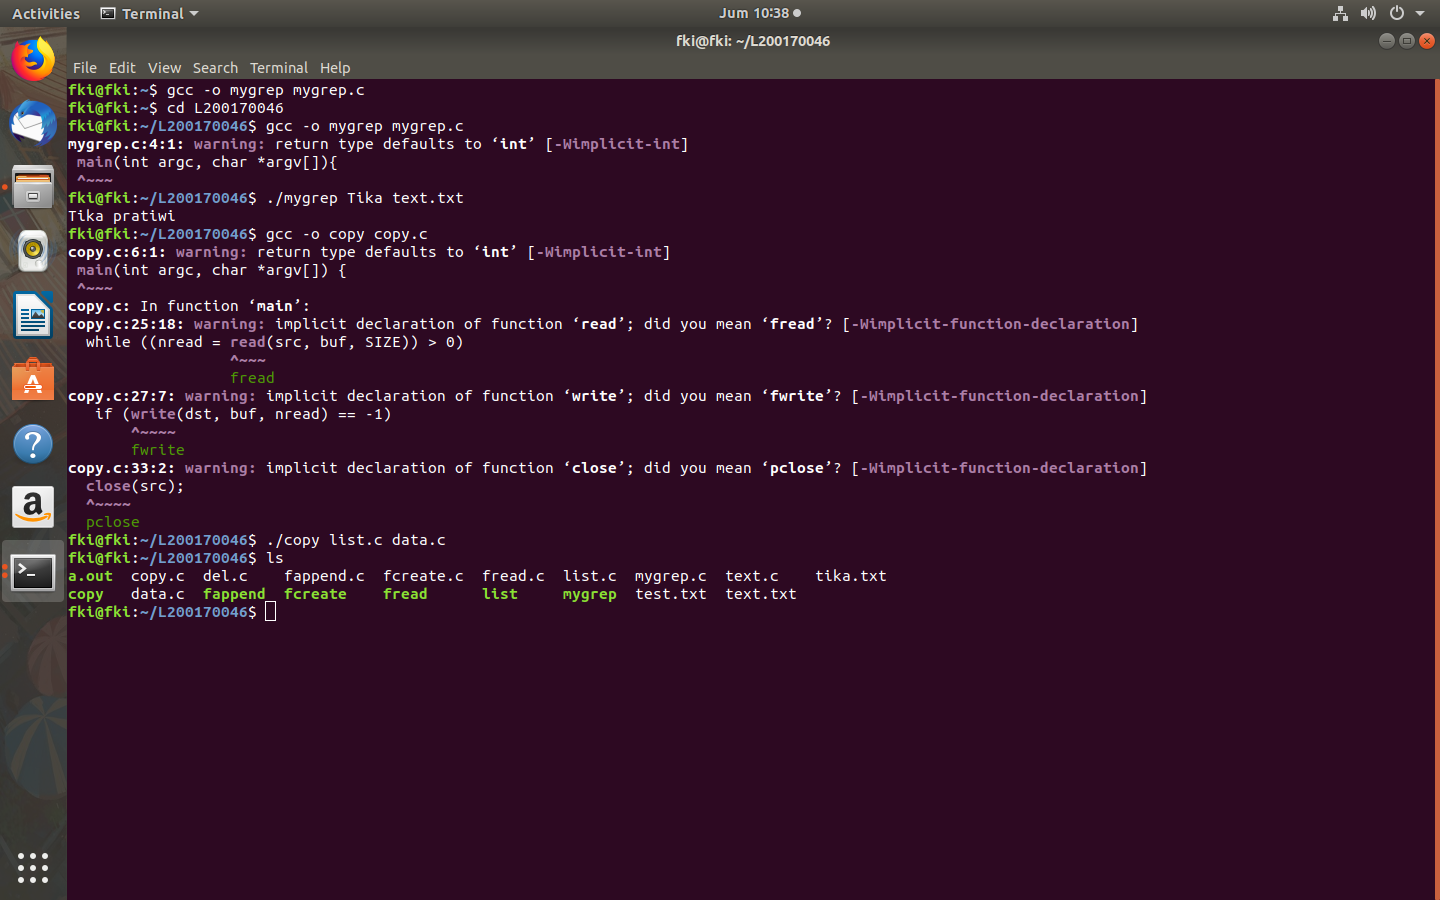 Activities
Terminal
Jum 10:38
fki@fki: ~/L200170046
File Edit View Search Terminal Help
fki@fki:~$ gcc -o mygrep mygrep.c
fki@fki:~$ cd L200170046
fki@fki:~/L200170046$ gcc -o mygrep mygrep.c
mygrep.c:4:1: warning: return type defaults to ‘int’ [-Wimplicit-int]
 main(int argc, char *argv[]){
 ^~~~
fki@fki:~/L200170046$ ./mygrep Tika text.txt
Tika pratiwi
fki@fki:~/L200170046$ gcc -o copy copy.c
copy.c:6:1: warning: return type defaults to ‘int’ [-Wimplicit-int]
 main(int argc, char *argv[]) {
 ^~~~
copy.c: In function ‘main’:
copy.c:25:18: warning: implicit declaration of function ‘read’; did you mean ‘fread’? [-Wimplicit-function-declaration]
  while ((nread = read(src, buf, SIZE)) > 0)
                  ^~~~
                  fread
copy.c:27:7: warning: implicit declaration of function ‘write’; did you mean ‘fwrite’? [-Wimplicit-function-declaration]
   if (write(dst, buf, nread) == -1)
       ^~~~~
       fwrite
copy.c:33:2: warning: implicit declaration of function ‘close’; did you mean ‘pclose’? [-Wimplicit-function-declaration]
  close(src);
  ^~~~~
  pclose
fki@fki:~/L200170046$ ./copy list.c data.c
fki@fki:~/L200170046$ ls
a.out  copy.c  del.c    fappend.c  fcreate.c  fread.c  list.c  mygrep.c  text.c    tika.txt
copy   data.c  fappend  fcreate    fread      list     mygrep  test.txt  text.txt
fki@fki:~/L200170046$